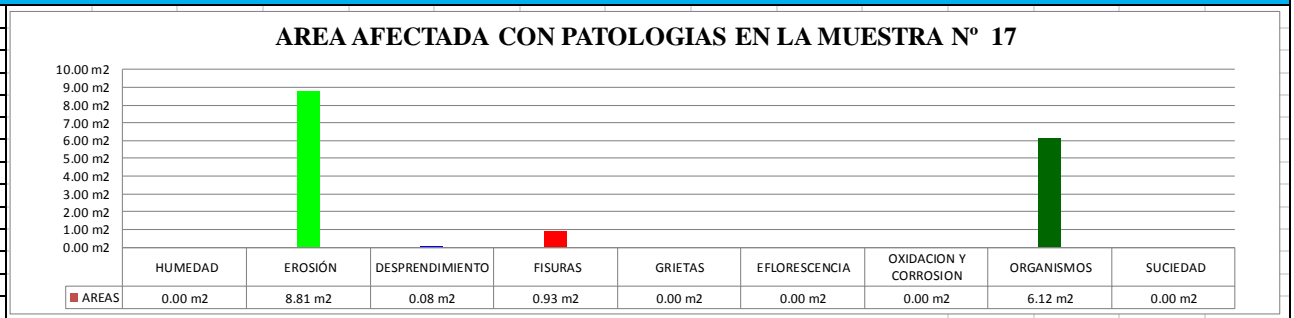 AREA AFECTADA CON PATOLOGIAS EN LA MUESTRA Nº 17
10.00 m2
9.00 m2
8.00 m2
7.00 m2
6.00 m2
5.00 m2
4.00 m2
3.00 m2
2.00 m2
1.00 m2
0.00 m2
HUMEDAD EROSIÓN DESPRENDIMIENTO FISURAS GRIETAS EFLORESCENCIA OXIDACION Y CORROSION ORGANISMOS SUCIEDAD
AREAS 0.00 m2 8.81 m2 0.08 m2 0.93 m2 0.00 m2 0.00 m2 0.00 m2 6.12 m2 0.00 m2